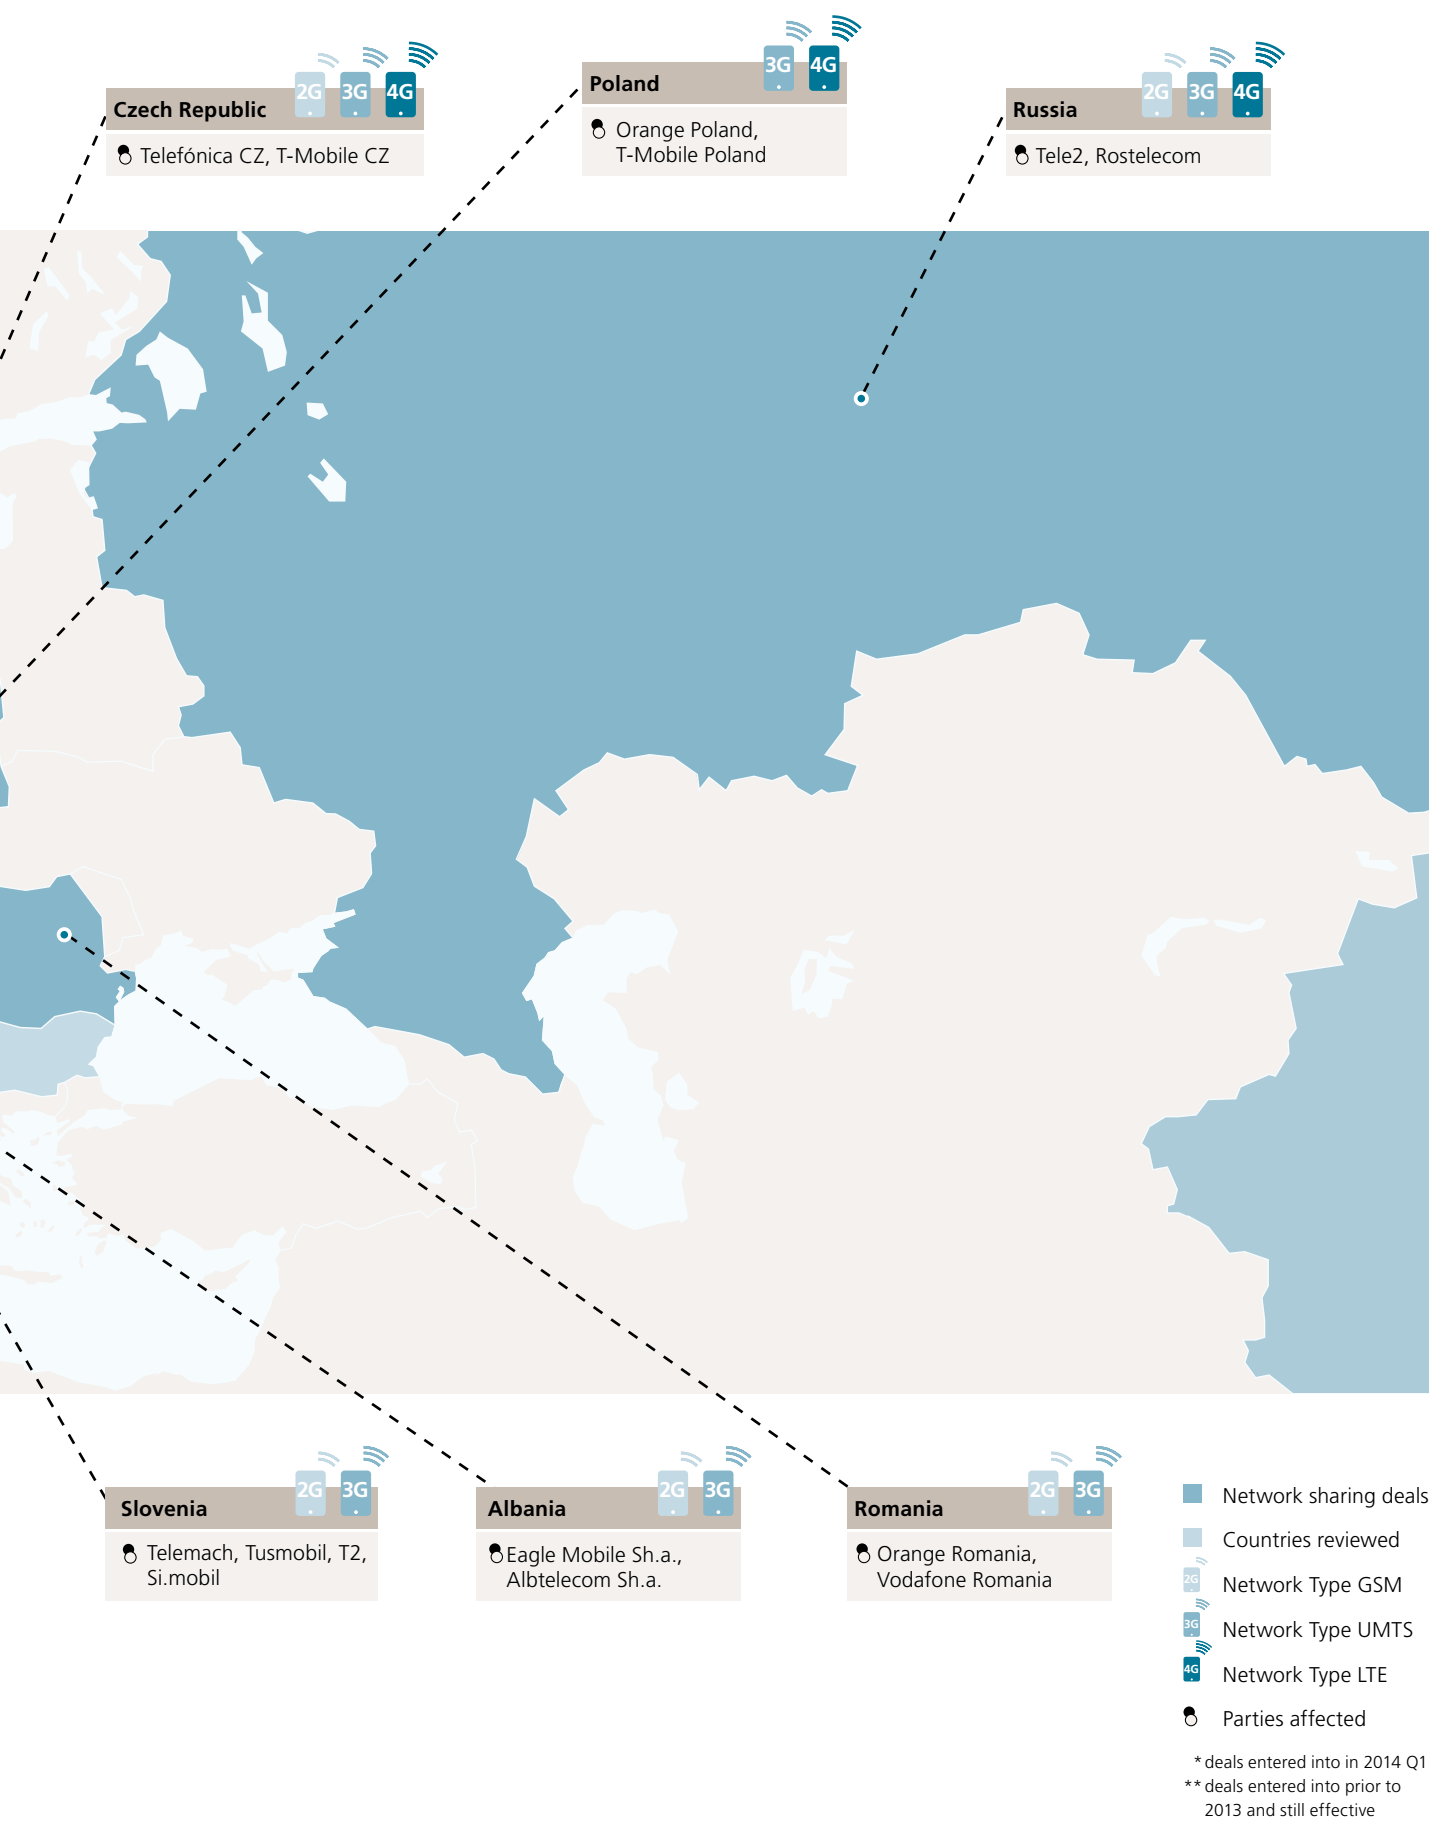 Czech Republic
2G 3G 4G
Telefónica CZ, T-Mobile CZ
Poland
3G 4G
Orange Poland,
T-Mobile Poland
Russia
2G 3G 4G
Tele2, Rostelecom
Slovenia
2G 3G
Telemach, Tusmobil, T2,
Si.mobil
Albania
2G 3G
Eagle Mobile Sh.a.,
Albtelecom Sh.a.
Romania
2G 3G
Orange Romania,
Vodafone Romania
Network sharing deals
Countries reviewed
2G Network Type GSM
3G Network Type UMTS
4G Network Type LTE
Parties affected
* deals entered into in 2014 Q1
** deals entered into prior to
2013 and still effective